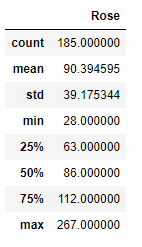 Rose
count 185.000000
mean 90.394595
std 39.175344
min 28.000000
25% 63.000000
50% 86.000000
75% 112.000000
max 267.000000